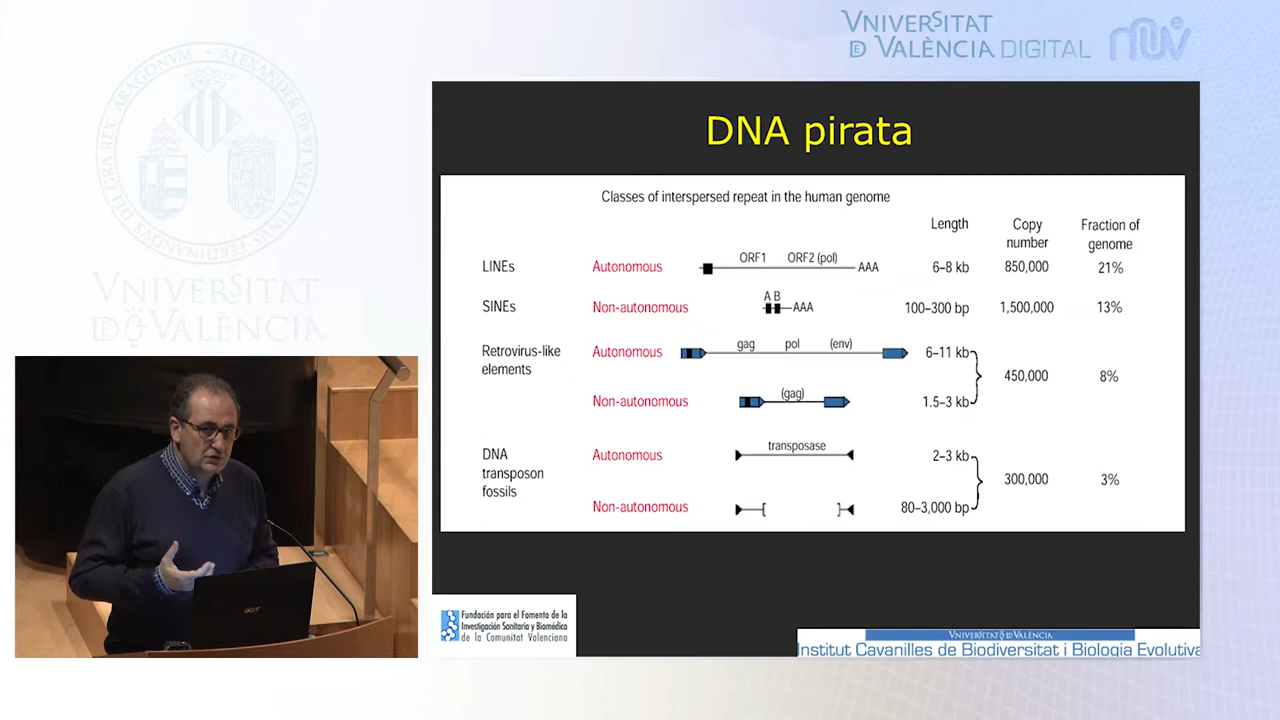 VNIVERSITAT
D VALÈNCIA DIGITAL
DNA pirata
Classes of interspersed repeat in the human genome
Length
Copy
number
Fraction of
genome
LINEs Autonomous ORF1 ORF2 (pol) AAA 6–8 kb 850,000 21%
SINEs Non-autonomous A B AAA 100–300 bp 1,500,000 13%
Retrovirus-like
elements
Autonomous gag pol (env) 6–11 kb
450,000 8%
Non-autonomous (gag) 1.5–3 kb
DNA
transposon
fossils
Autonomous transposase 2–3 kb
300,000 3%
Non-autonomous 80–3,000 bp
acer
Fundación para el Fomento de la
Investigación Sanitaria y Biomédica
de la Comunitat Valenciana
VNIVERSITATÖDVALÈNCIA
Institut Cavanilles de Biodiversitat i Biologia Evolutiva
VNIVERSITAT
VALÈNCIA